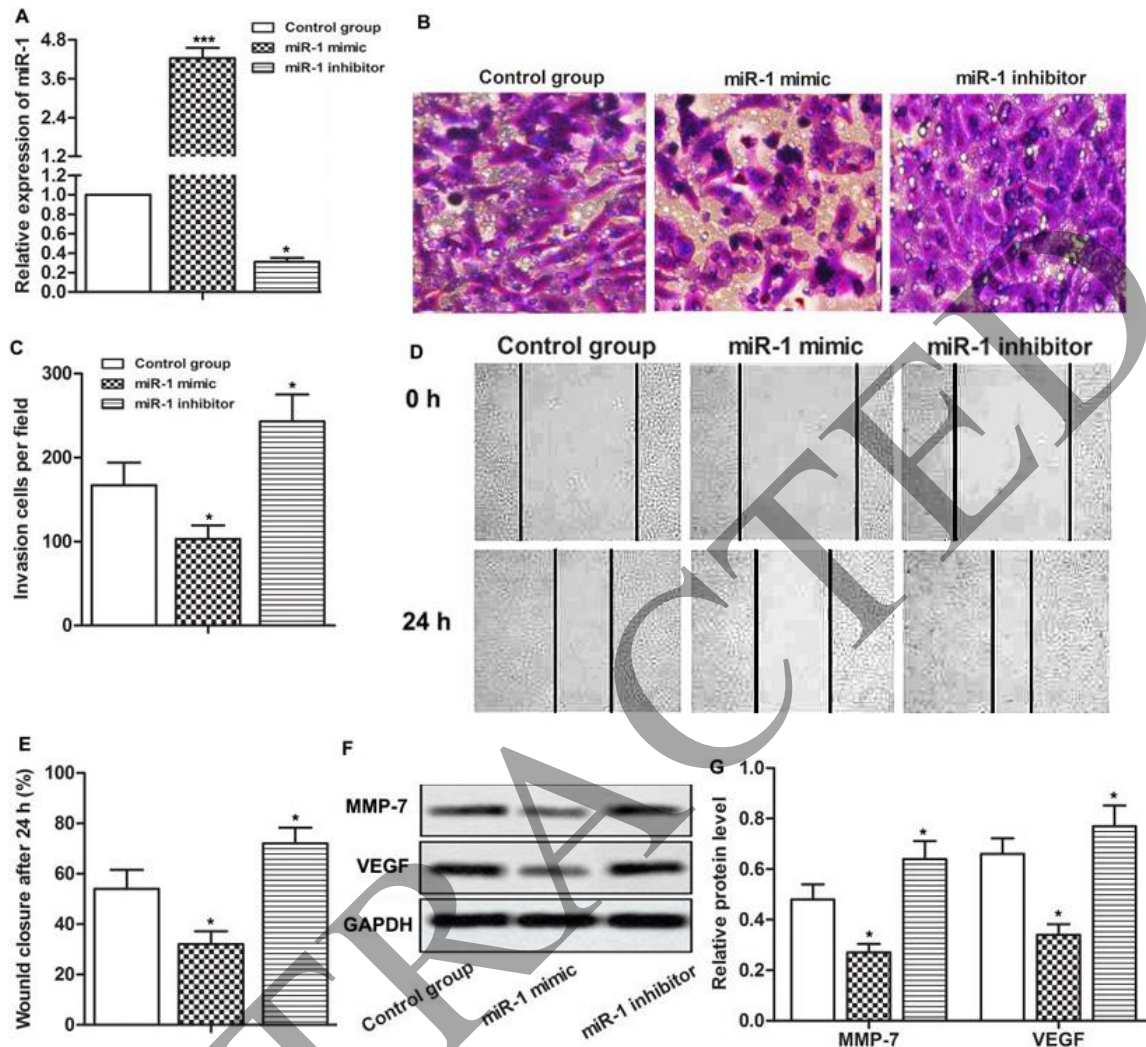 A
Relative expression of miR-1
4.8
3.6
2.4
1.2
1.2
1.0
0.8
0.6
0.4
0.2
0.0
***
*
Control group
miR-1 mimic
miR-1 inhibitor
B
Control group miR-1 mimic miR-1 inhibitor
C
Invasion cells per field
300
200
100
0
*
*
Control group
miR-1 mimic
miR-1 inhibitor
D
Control group miR-1 mimic miR-1 inhibitor
0 h
24 h
E
Wounld closure after 24 h (%)
100
80
60
40
20
0
*
*
F
MMP-7
VEGF
GAPDH
Control group miR-1 mimic miR-1 inhibitor
G
Relative protein level
1.0
0.8
0.6
0.4
0.2
0.0
*
*
*
*
MMP-7 VEGF
TRACTED